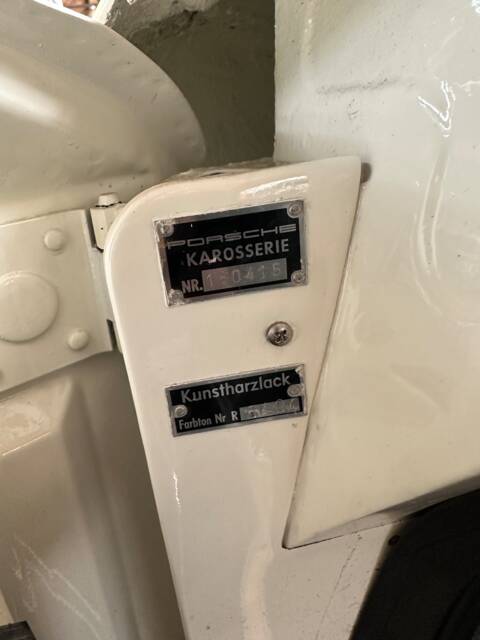 PORSCHE
KAROSSERIE
NR.
Kunstharzlack
Farbton Nr R